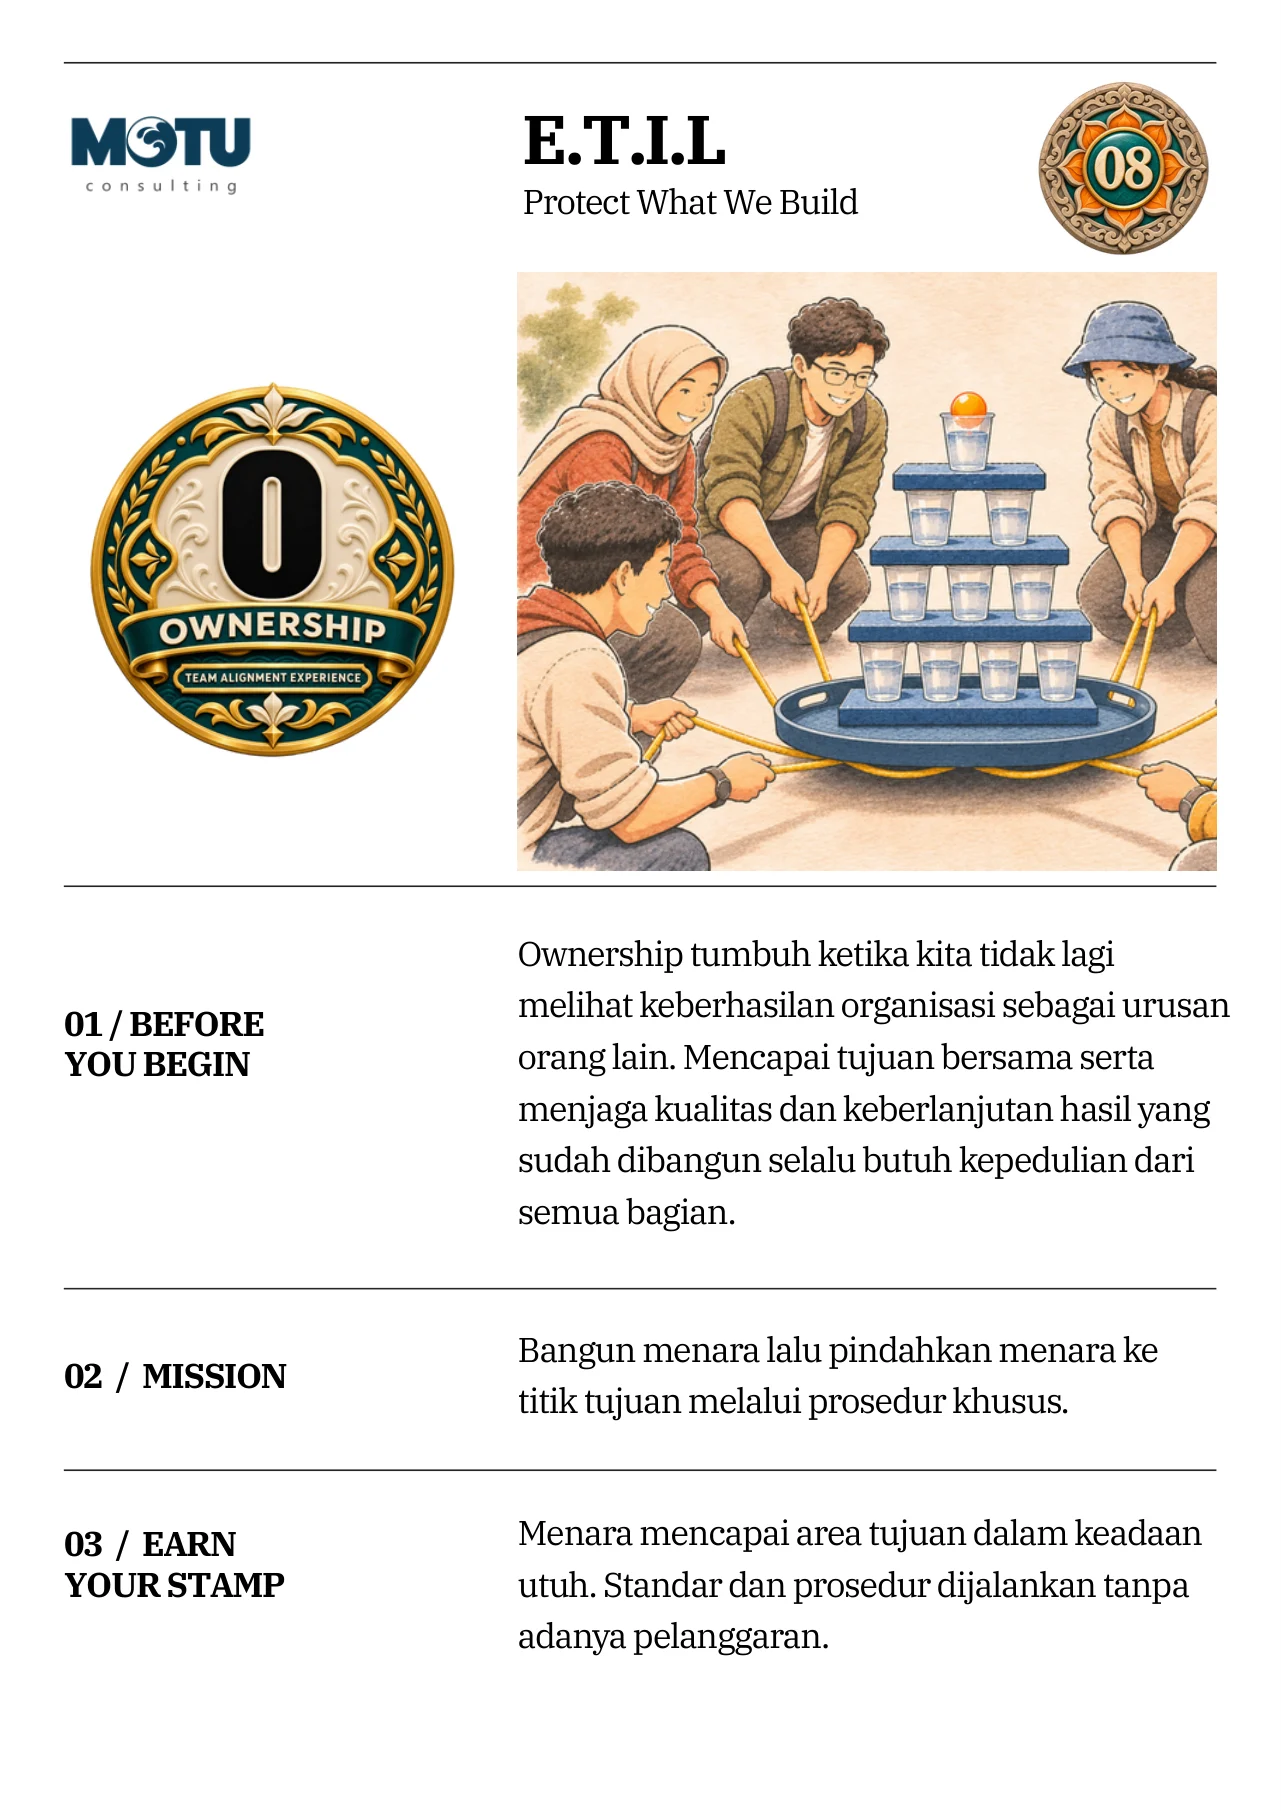 MOTU
consulting
E.T.I.L
Protect What We Build
08
O
OWNERSHIP
TEAM ALIGNMENT EXPERIENCE
01 / BEFORE
YOU BEGIN
Ownership tumbuh ketika kita tidak lagi
melihat keberhasilan organisasi sebagai urusan
orang lain. Mencapai tujuan bersama serta
menjaga kualitas dan keberlanjutan hasil yang
sudah dibangun selalu butuh kepedulian dari
semua bagian.
02 / MISSION
Bangun menara lalu pindahkan menara ke
titik tujuan melalui prosedur khusus.
03 / EARN
YOUR STAMP
Menara mencapai area tujuan dalam keadaan
utuh. Standar dan prosedur dijalankan tanpa
adanya pelanggaran.